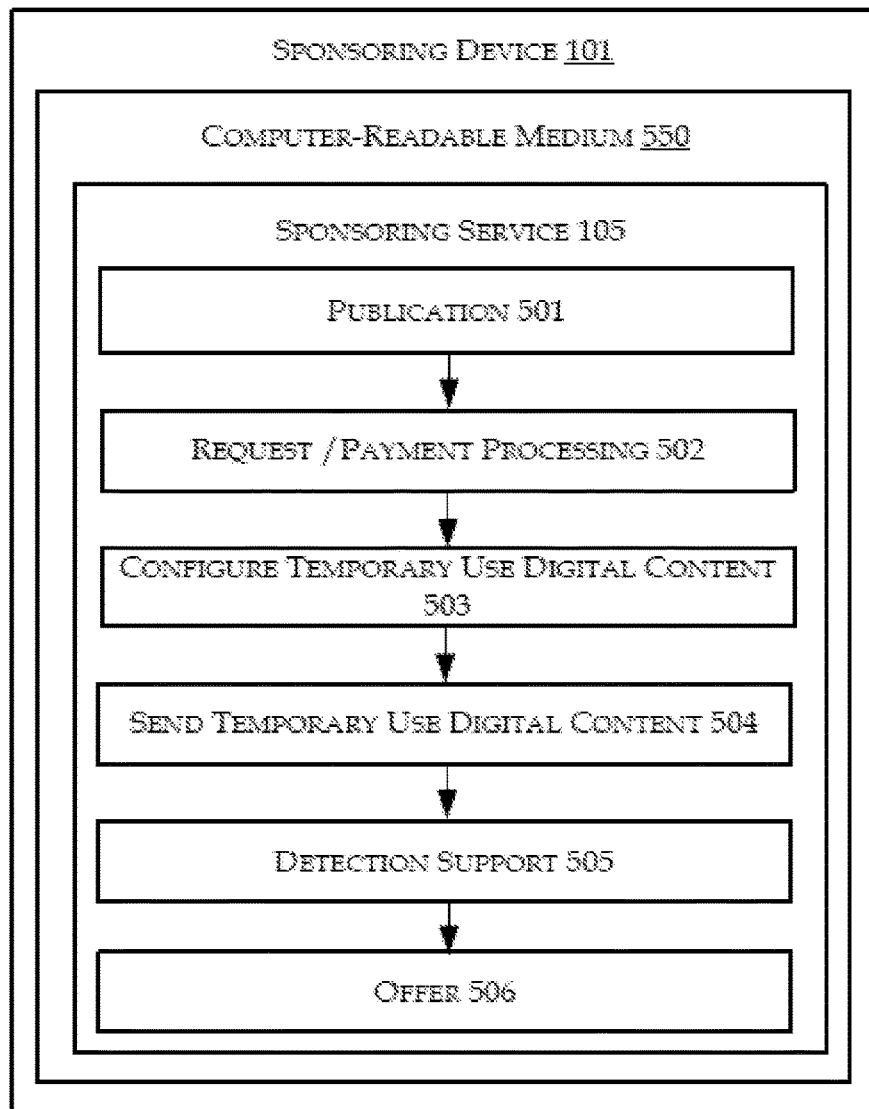 SPONSORING DEVICE 101
COMPUTER-READABLE MEDIUM 550
SPONSORING SERVICE 105
PUBLICATION 501
REQUEST /PAYMENT PROCESSING 502
CONFIGURE TEMPORARY USE DIGITAL CONTENT
503
SEND TEMPORARY USE DIGITAL CONTENT 504
DETECTION SUPPORT 505
OFFER 506